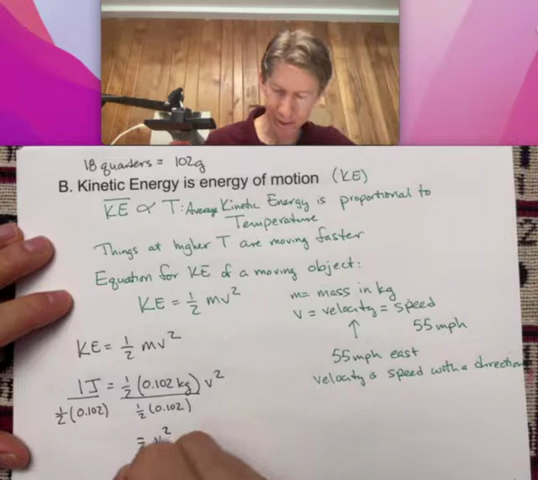 18 quarters = 102g
B. Kinetic Energy is energy of motion (KE)
KE ∝ T: Average Kinetic Energy is proportional to
Temperature
Things at higher T are moving faster
Equation for KE of a moving object:
KE = 1/2 mv²
m = mass in kg
v = velocity = speed
↑ 55 mph
55 mph east
velocity is speed with a direction
KE = 1/2 mv²
1J = 1/2 (0.102 kg) v²
1/2 (0.102) 1/2 (0.102)
= v²